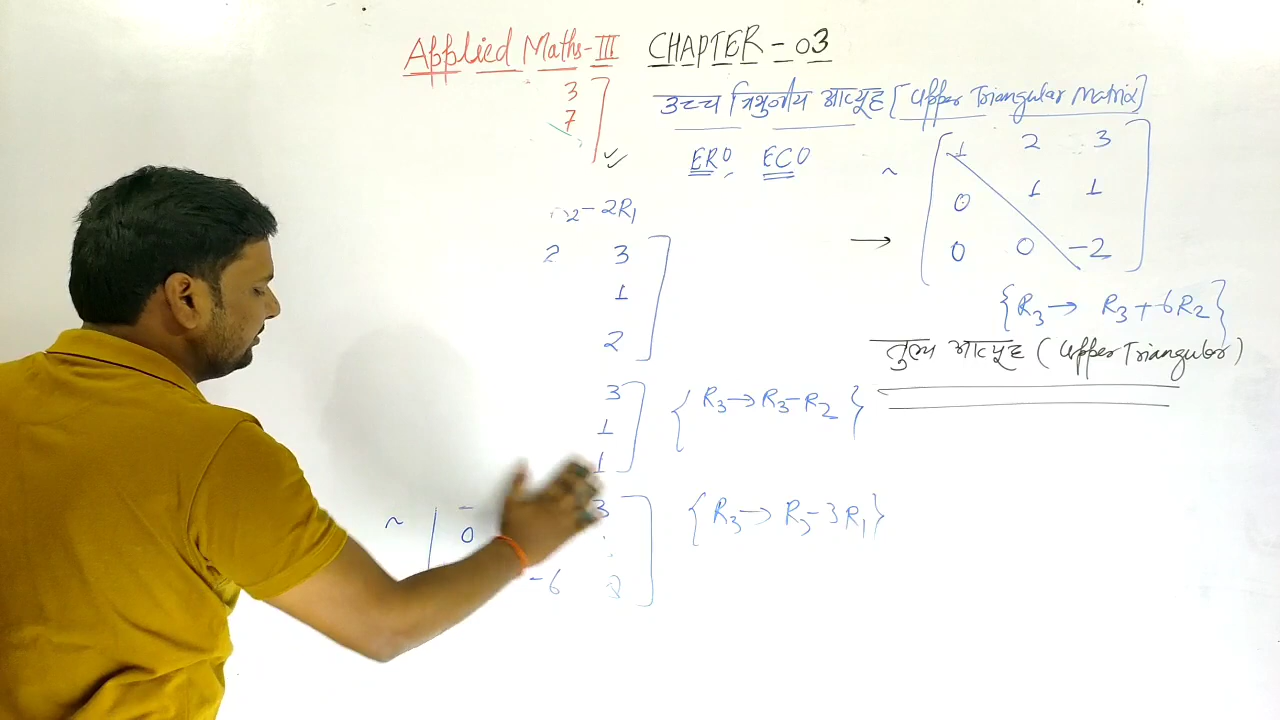 Applied Maths-III CHAPTER-03
3
7
उच्च त्रिभुजीय आव्यूह [Upper Triangular Matrix]
ERO, ECO
~ [1 2 3
0 1 1
0 0 -2]
{R3 → R3+6R2}
तुल्य आव्यूह (Upper Triangular)
2-2R1
2 3
1
2
3
1
1
{R3→R3-R2}
~ 3
0
-6
{R3→ R3-3R1}
→